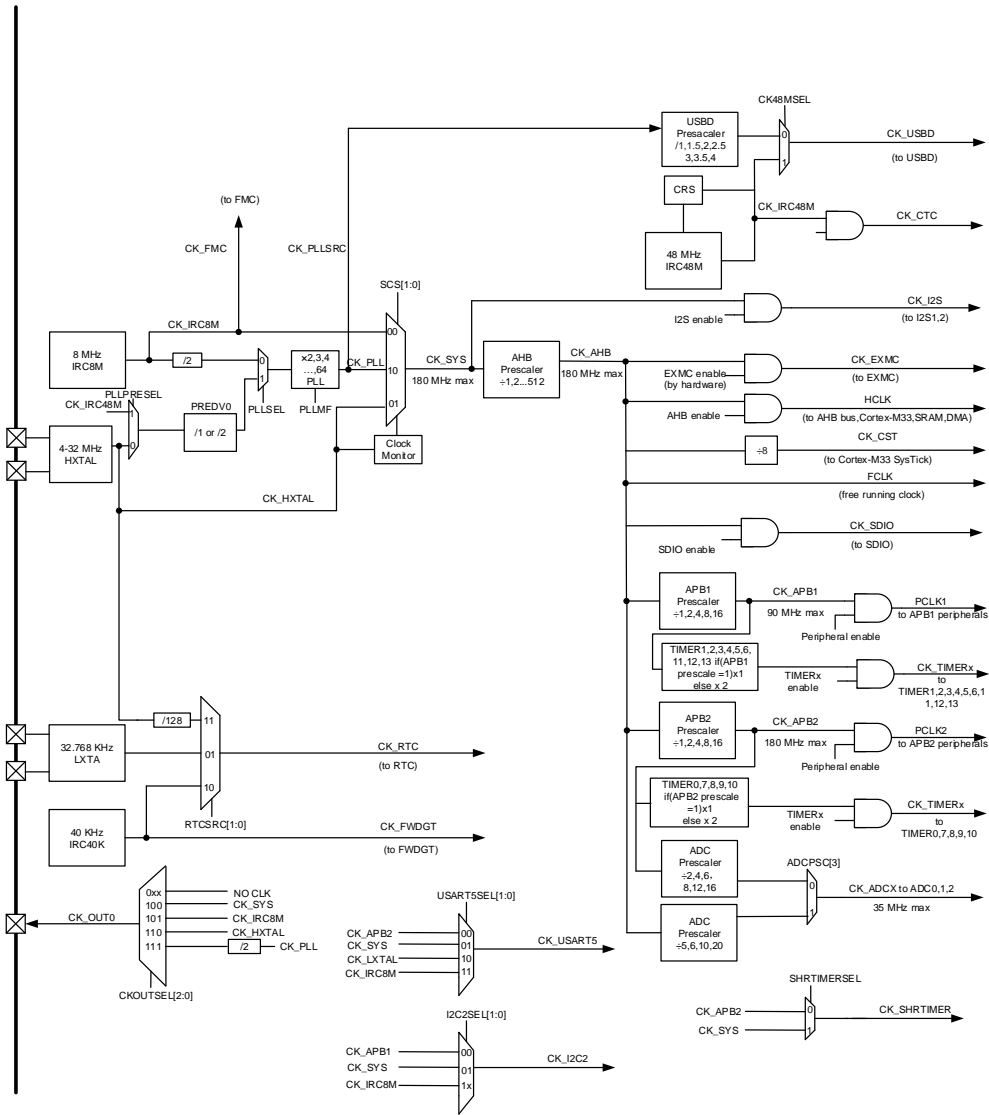 CK48MSEL
USBD
Presacaler
/1,1.5,2,2.5
3,3.5,4
0
1
CK_USBD
(to USBD)
CRS
CK_IRC48M
CK_CTC
48 MHz
IRC48M
(to FMC)
CK_FMC
CK_PLLSRC
SCS[1:0]
CK_IRC8M
00
8 MHz
IRC8M
/2
0
1
×2,3,4
…,64
PLL
CK_PLL
10
CK_SYS
180 MHz max
AHB
Prescaler
÷1,2...512
CK_AHB
180 MHz max
I2S enable
CK_I2S
(to I2S1,2)
EXMC enable
(by hardware)
CK_EXMC
(to EXMC)
PLLPRESEL
CK_IRC48M
1
0
PREDV0
/1 or /2
PLLSEL
PLLMF
01
AHB enable
HCLK
(to AHB bus,Cortex-M33,SRAM,DMA)
4-32 MHz
HXTAL
Clock
Monitor
÷8
CK_CST
(to Cortex-M33 SysTick)
CK_HXTAL
FCLK
(free running clock)
SDIO enable
CK_SDIO
(to SDIO)
APB1
Prescaler
÷1,2,4,8,16
CK_APB1
90 MHz max
Peripheral enable
PCLK1
to APB1 peripherals
TIMER1,2,3,4,5,6,
11,12,13 if(APB1
prescale =1)x1
else x 2
TIMERx
enable
CK_TIMERx
to
TIMER1,2,3,4,5,6,1
1,12,13
/128
11
01
10
32.768 KHz
LXTA
CK_RTC
(to RTC)
APB2
Prescaler
÷1,2,4,8,16
CK_APB2
180 MHz max
Peripheral enable
PCLK2
to APB2 peripherals
TIMER0,7,8,9,10
if(APB2 prescale
=1)x1
else x 2
TIMERx
enable
CK_TIMERx
to
TIMER0,7,8,9,10
RTCSRC[1:0]
40 KHz
IRC40K
CK_FWDGT
(to FWDGT)
ADC
Prescaler
÷2,4,6,
8,12,16
ADCPSC[3]
0
1
CK_ADCX to ADC0,1,2
35 MHz max
ADC
Prescaler
÷5,6,10,20
CK_OUT0
0xx
NO CLK
100
CK_SYS
101
CK_IRC8M
110
CK_HXTAL
111
/2
CK_PLL
CKOUTSEL[2:0]
USART5SEL[1:0]
CK_APB2
00
CK_SYS
01
CK_LXTAL
10
CK_IRC8M
11
CK_USART5
SHRTIMERSEL
CK_APB2
0
CK_SYS
1
CK_SHRTIMER
I2C2SEL[1:0]
CK_APB1
00
CK_SYS
01
CK_IRC8M
1x
CK_I2C2